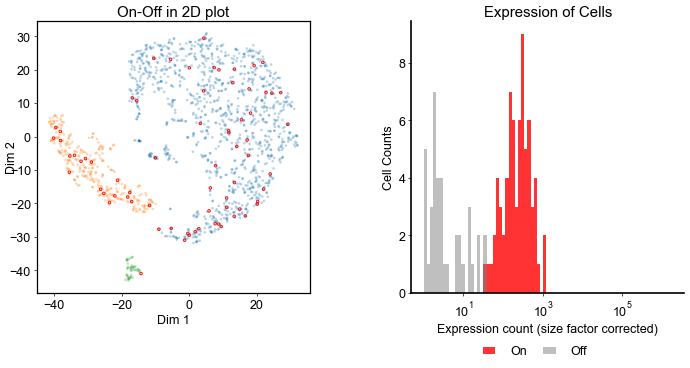 On-Off in 2D plot
Dim 2
30
20
10
0
−10
−20
−30
−40
−40
−20
0
20
Dim 1
Expression of Cells
Cell Counts
8
6
4
2
0
10^1
10^3
10^5
Expression count (size factor corrected)
On
Off